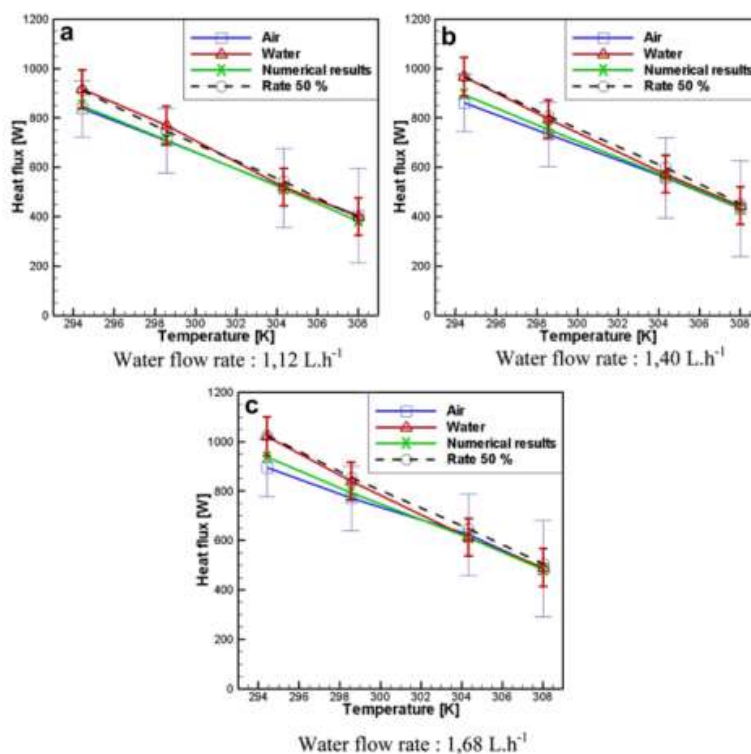 a
Air
Water
Numerical results
Rate 50 %
1200
1000
800
600
400
200
0
Heat flux [W]
294 296 298 300 302 304 306 308
Temperature [K]
Water flow rate : 1,12 L.h⁻¹
b
Air
Water
Numerical results
Rate 50 %
1200
1000
800
600
400
200
0
Heat flux [W]
294 296 298 300 302 304 306 308
Temperature [K]
Water flow rate : 1,40 L.h⁻¹
c
Air
Water
Numerical results
Rate 50 %
1200
1000
800
600
400
200
0
Heat flux [W]
294 296 298 300 302 304 306 308
Temperature [K]
Water flow rate : 1,68 L.h⁻¹